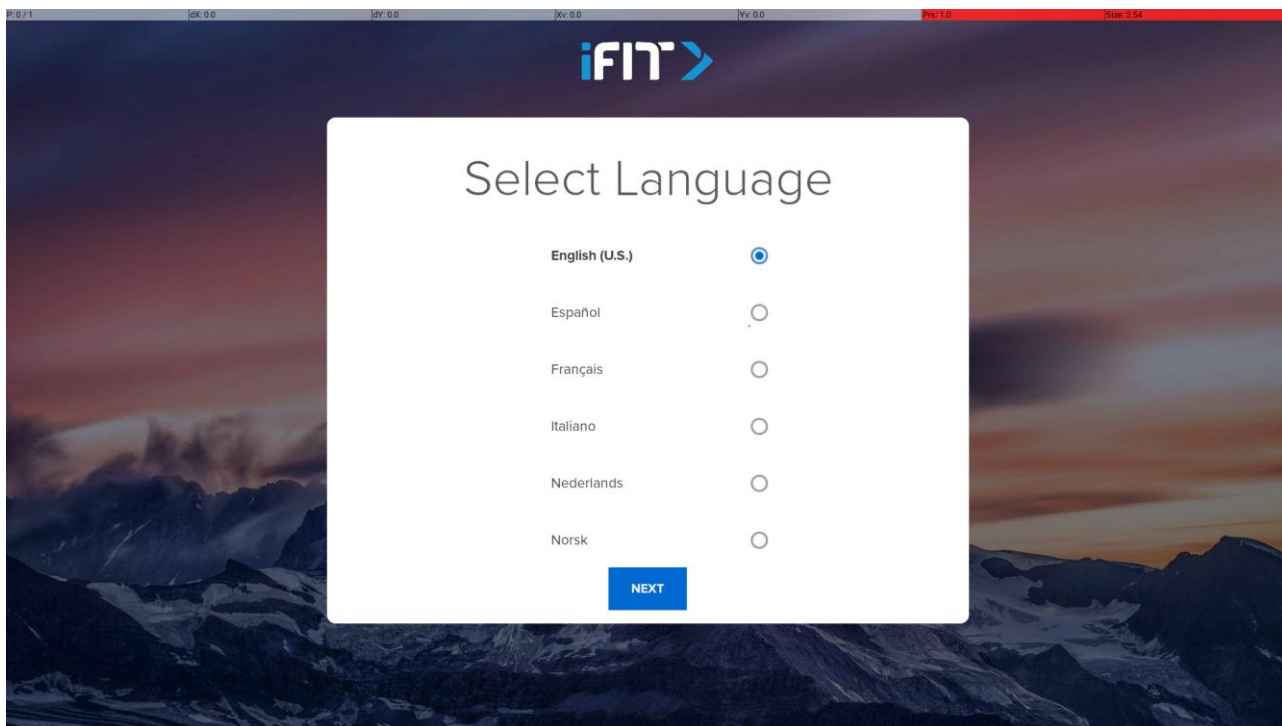 P: 0 / 1 dX: 0.0 dY: 0.0 Xv: 0.0 Yv: 0.0 Prs: 1.0 Size: 2.54
iFIT
Select Language
English (U.S.)
Español
Français
Italiano
Nederlands
Norsk
NEXT